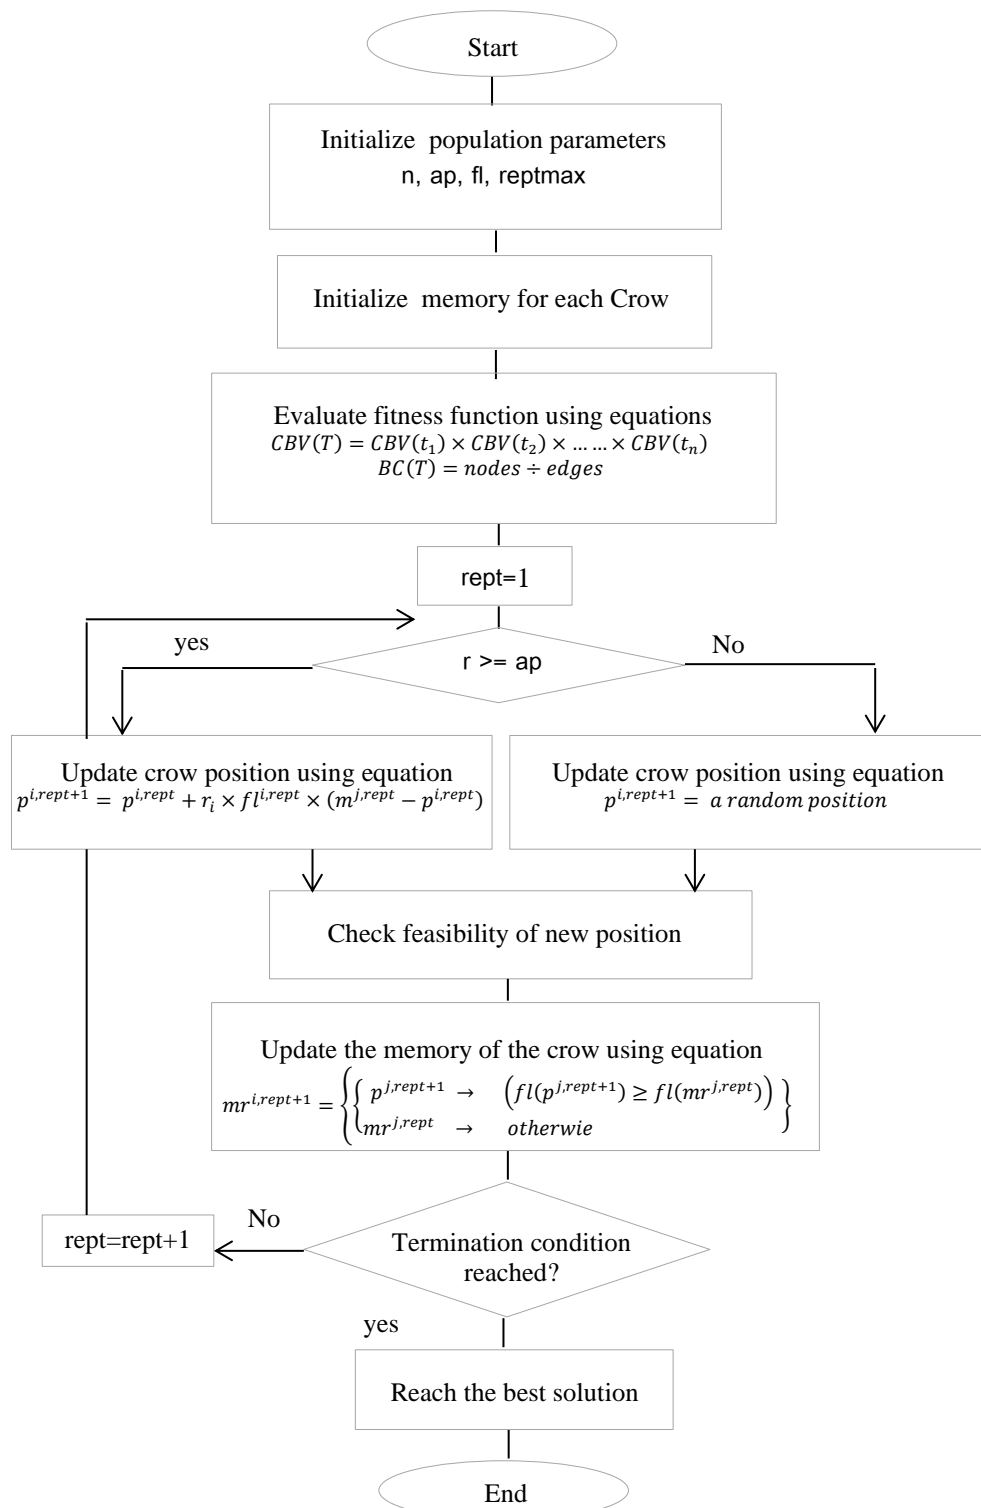 Start
Initialize  population parameters
n, ap, fl, reptmax
Initialize  memory for each Crow
Evaluate fitness function using equations
CBV(T) = CBV(t₁) × CBV(t₂) × … … × CBV(tₙ)
BC(T) = nodes ÷ edges
rept=1
yes
No
r >= ap
Update crow position using equation
p^{i,rept+1} = p^{i,rept} + r_i × fl^{i,rept} × (m^{j,rept} − p^{i,rept})
Update crow position using equation
p^{i,rept+1} = a random position
Check feasibility of new position
Update the memory of the crow using equation
mr^{i,rept+1} = {{ p^{j,rept+1} → (fl(p^{j,rept+1}) ≥ fl(mr^{j,rept})) }
mr^{j,rept} → otherwie
No
rept=rept+1
Termination condition
reached?
yes
Reach the best solution
End